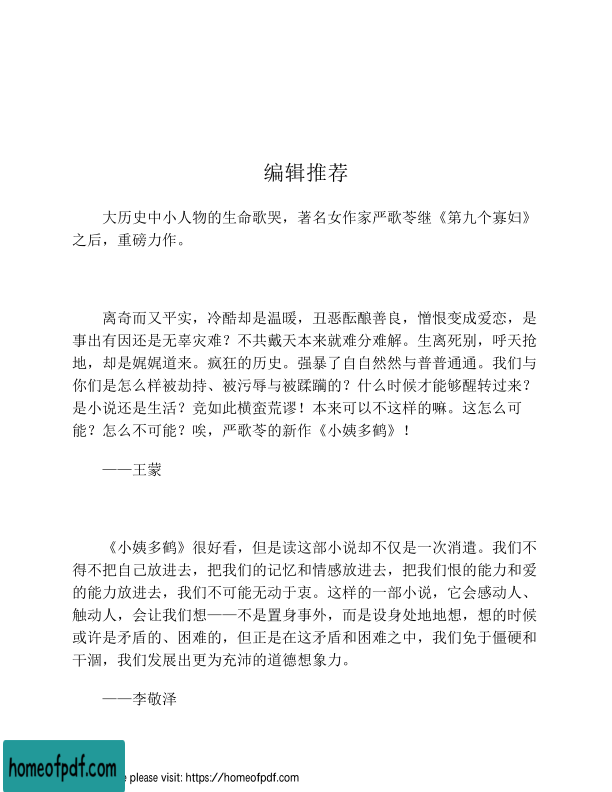 编辑推荐
大历史中小人物的生命歌哭，著名女作家严歌苓继《第九个寡妇》
之后，重磅力作。
离奇而又平实，冷酷却是温暖，丑恶酝酿善良，憎恨变成爱恋，是
事出有因还是无辜灾难？不共戴天本来就难分难解。生离死别，呼天抢
地，却是娓娓道来。疯狂的历史。强暴了自自然然与普普通通。我们与
你们是怎么样被劫持、被污辱与被蹂躏的？什么时候才能够醒转过来？
是小说还是生活？竞如此横蛮荒谬！本来可以不这样的嘛。这怎么可
能？怎么不可能？唉，严歌苓的新作《小姨多鹤》！
——王蒙
《小姨多鹤》很好看，但是读这部小说却不仅是一次消遣。我们不
得不把自己放进去，把我们的记忆和情感放进去，把我们恨的能力和爱
的能力放进去，我们不可能无动于衷。这样的一部小说，它会感动人、
触动人，会让我们想——不是置身事外，而是设身处地地想，想的时候
或许是矛盾的、困难的，但正是在这矛盾和困难之中，我们免于僵硬和
干涸，我们发展出更为充沛的道德想象力。
——李敬泽
homeofpdf.com
please visit: https://homeofpdf.com